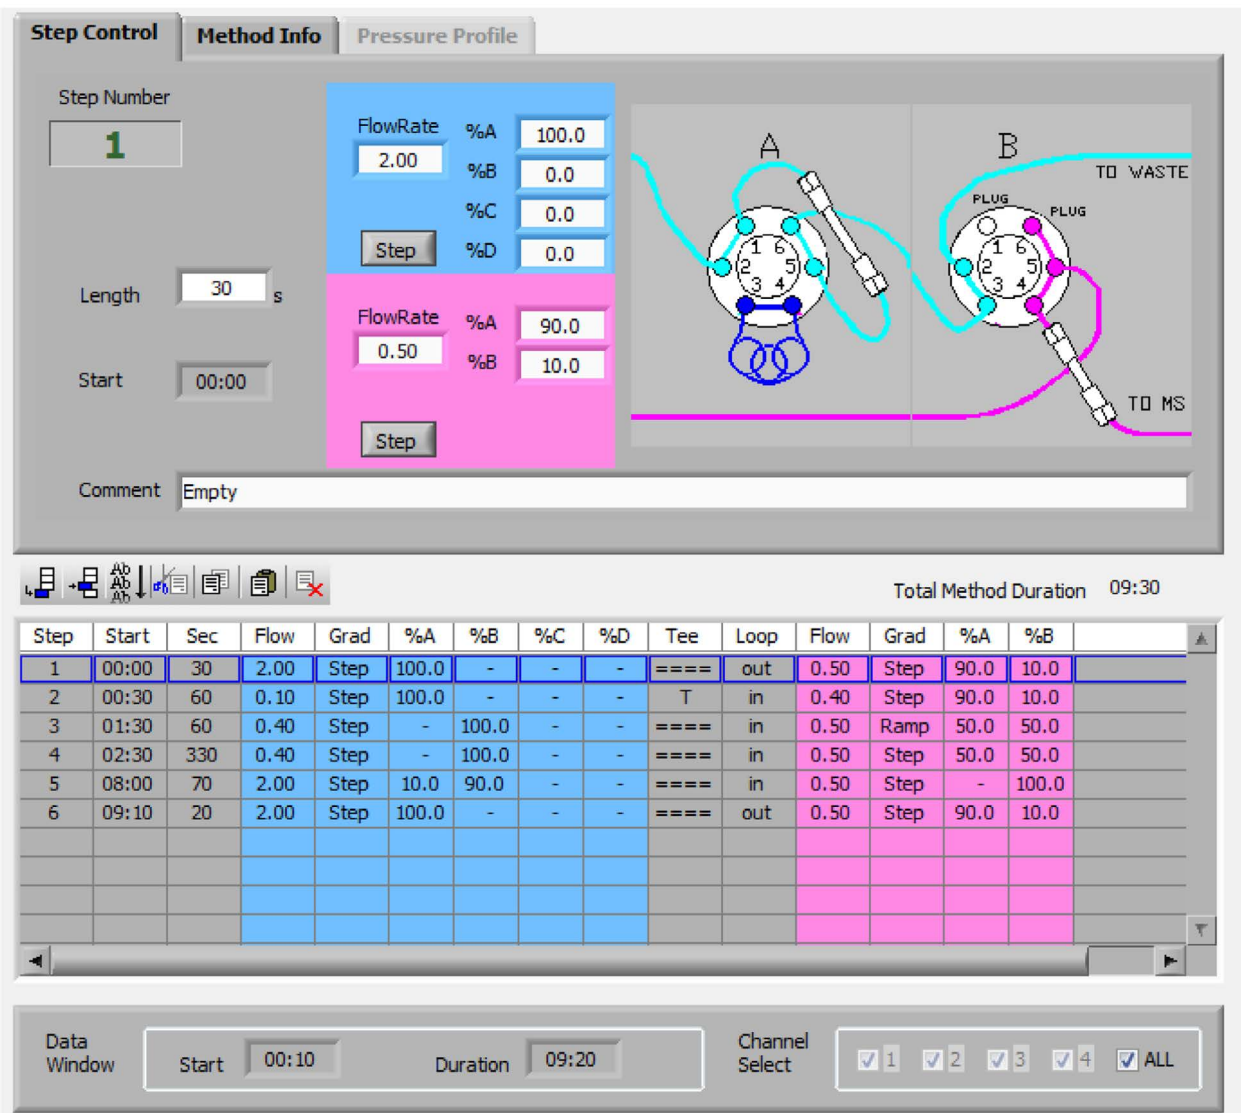 Step Control Method Info Pressure Profile
Step Number
1
Length 30 s
Start 00:00
FlowRate %A 100.0
2.00 %B 0.0
%C 0.0
Step %D 0.0
FlowRate %A 90.0
0.50 %B 10.0
Step
A B
TO WASTE
PLUG PLUG
1 6 1 6
2 5 2 5
3 4 3 4
TO MS
Comment Empty
Ab
Ab
Ab
Total Method Duration 09:30
Step Start Sec Flow Grad %A %B %C %D Tee Loop Flow Grad %A %B
1 00:00 30 2.00 Step 100.0 - - - ==== out 0.50 Step 90.0 10.0
2 00:30 60 0.10 Step 100.0 - - - T in 0.40 Step 90.0 10.0
3 01:30 60 0.40 Step - 100.0 - - ==== in 0.50 Ramp 50.0 50.0
4 02:30 330 0.40 Step - 100.0 - - ==== in 0.50 Step 50.0 50.0
5 08:00 70 2.00 Step 10.0 90.0 - - ==== in 0.50 Step - 100.0
6 09:10 20 2.00 Step 100.0 - - - ==== out 0.50 Step 90.0 10.0
Data
Window
Start 00:10 Duration 09:20
Channel
Select
1 2 3 4 ALL